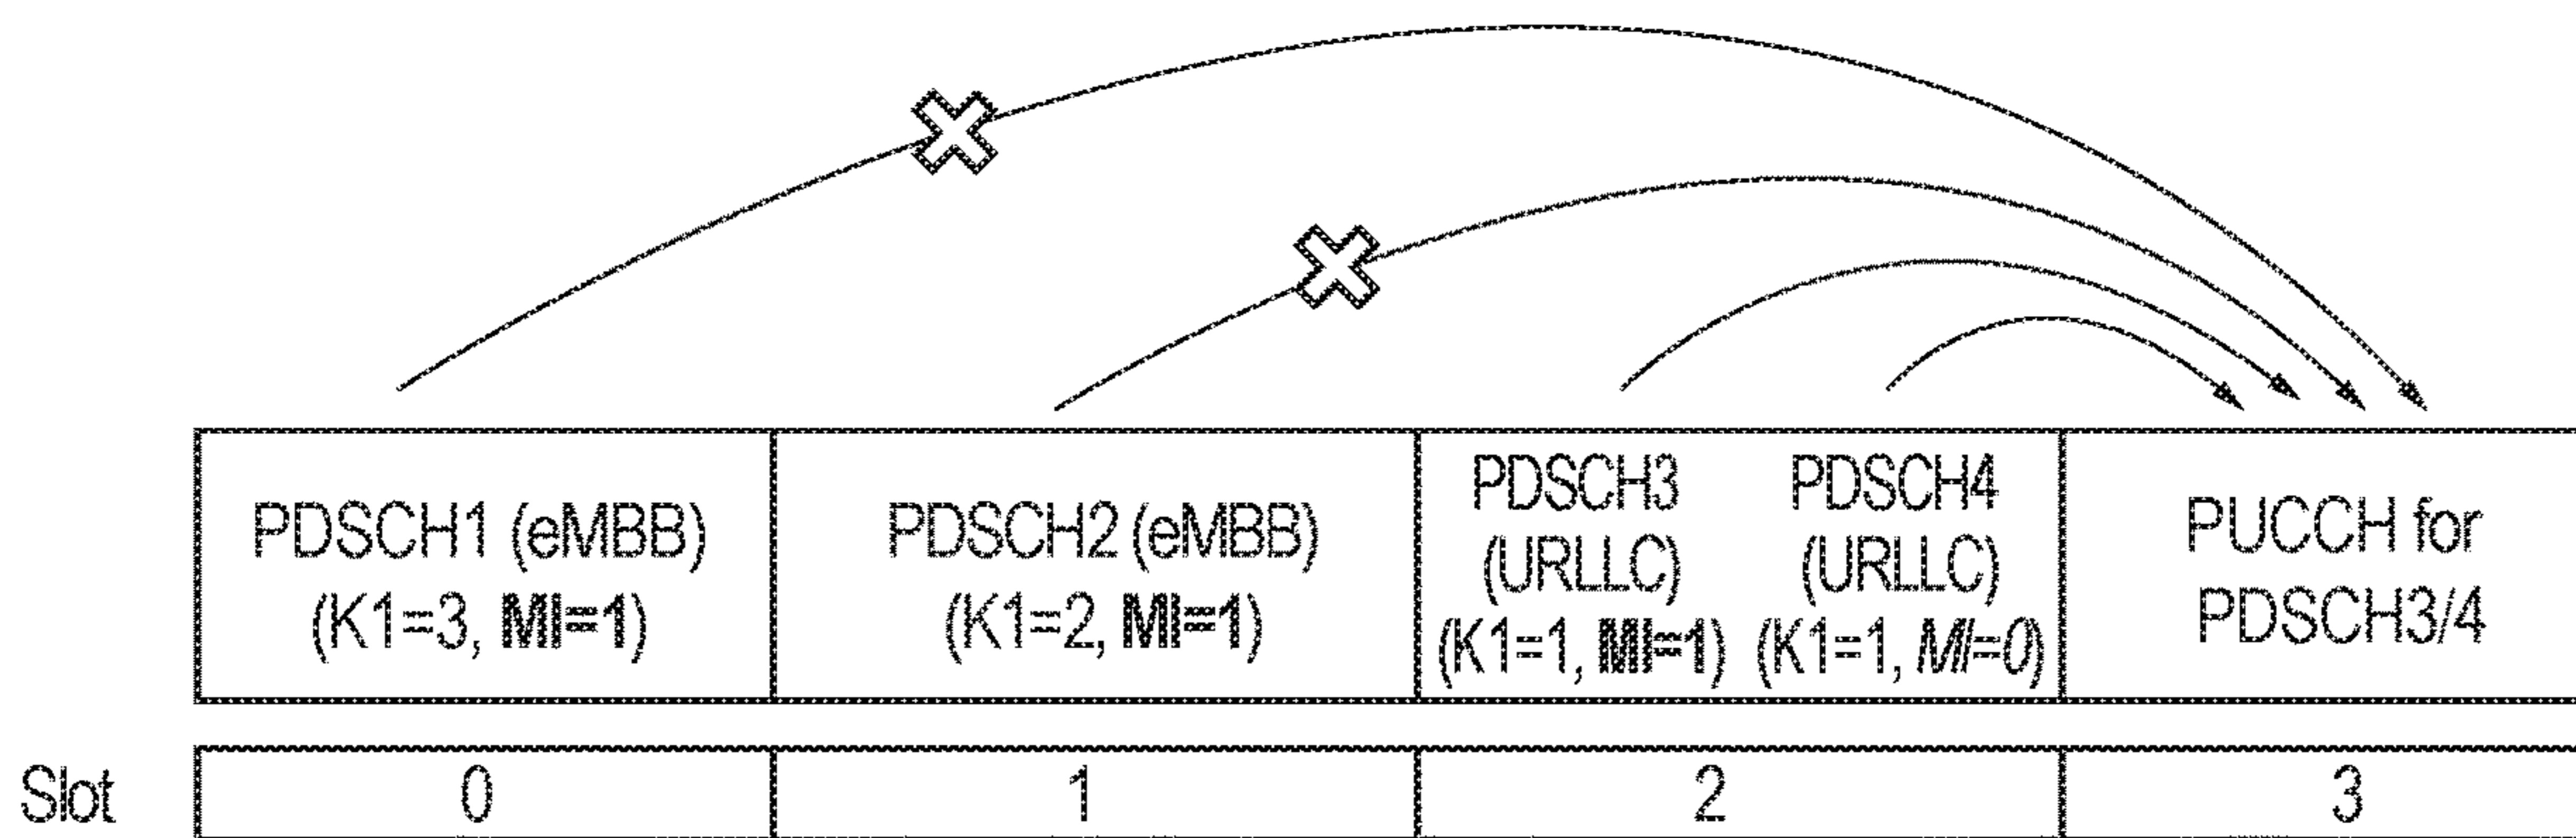 PDSCH1 (eMBB)
(K1=3, MI=1)
PDSCH2 (eMBB)
(K1=2, MI=1)
PDSCH3
(URLLC)
(K1=1, MI=1)
PDSCH4
(URLLC)
(K1=1, MI=0)
PUCCH for
PDSCH3/4
Slot 0 1 2 3